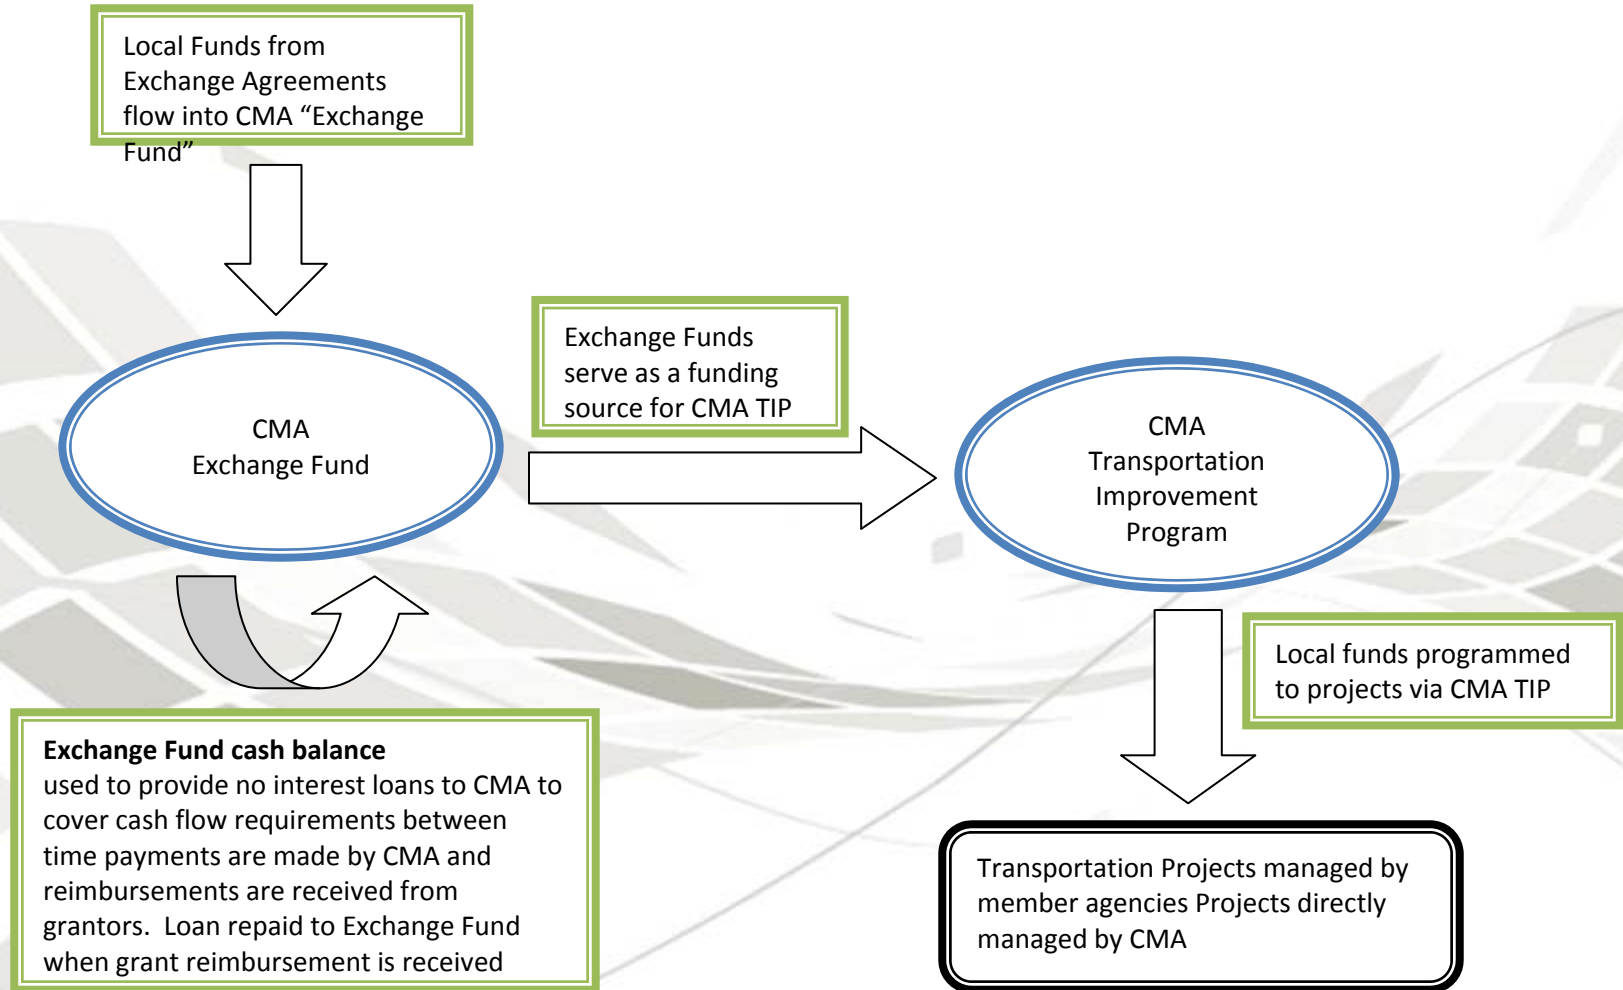 Local Funds from
Exchange Agreements
flow into CMA “Exchange
Fund”
Exchange Funds
serve as a funding
source for CMA TIP
CMA
Exchange Fund
CMA
Transportation
Improvement
Program
Local funds programmed
to projects via CMA TIP
Exchange Fund cash balance
used to provide no interest loans to CMA to
cover cash flow requirements between
time payments are made by CMA and
reimbursements are received from
grantors.  Loan repaid to Exchange Fund
when grant reimbursement is received
Transportation Projects managed by
member agencies Projects directly
managed by CMA